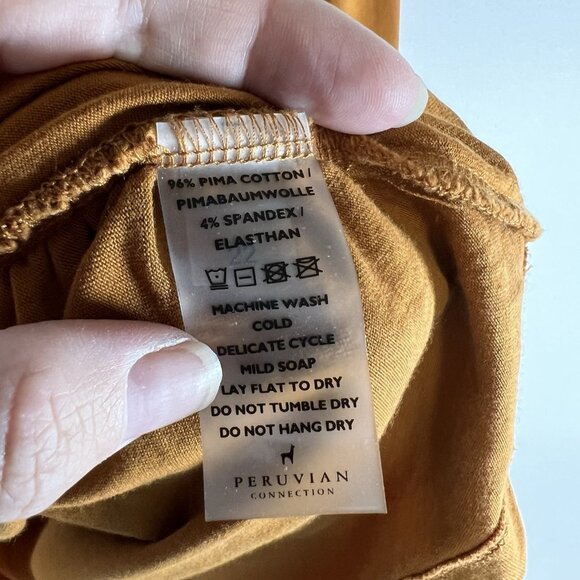 96% PIMA COTTON /
PIMABAUMWOLLE
4% SPANDEX /
ELASTHAN
MACHINE WASH
COLD
DELICATE CYCLE
MILD SOAP
LAY FLAT TO DRY
DO NOT TUMBLE DRY
DO NOT HANG DRY
PERUVIAN
CONNECTION